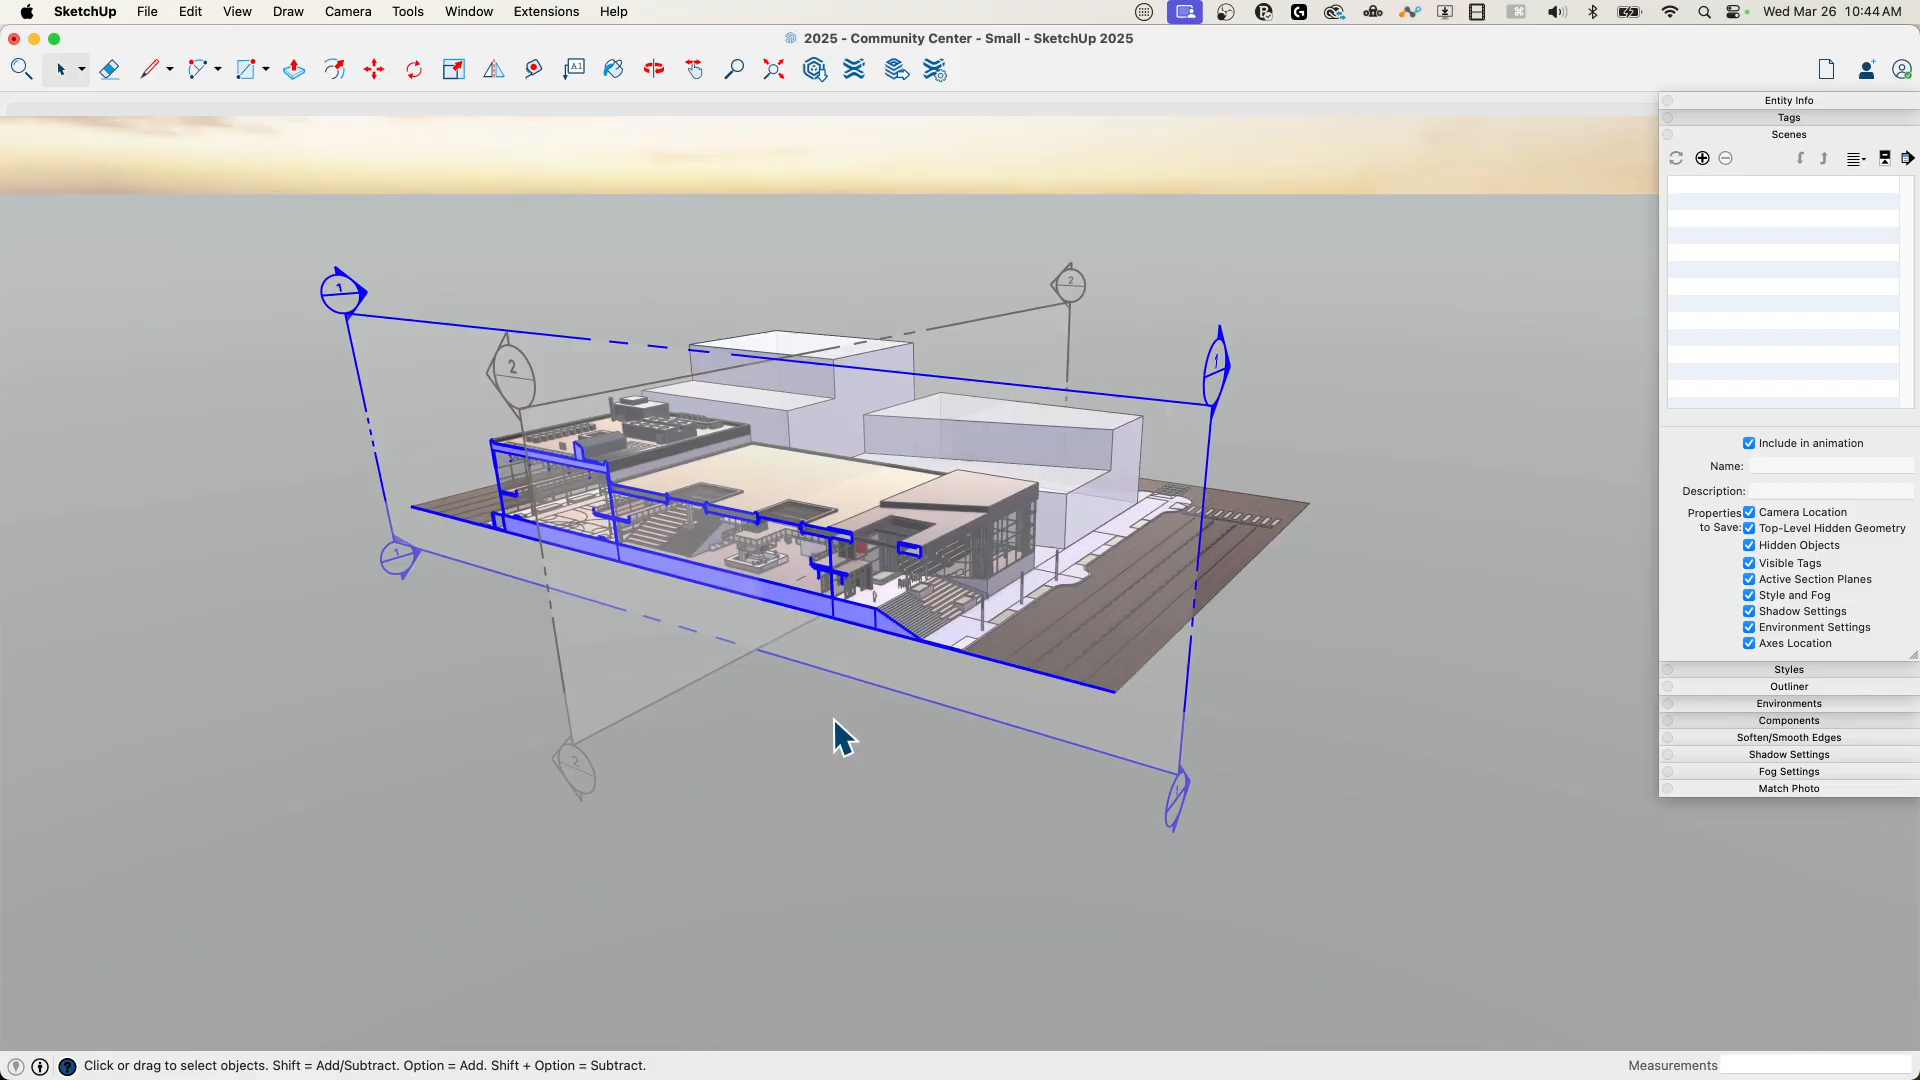 SketchUp File Edit View Draw Camera Tools Window Extensions Help Wed Mar 26 10:44 AM
2025 - Community Center - Small - SketchUp 2025
A1
Entity Info
Tags
Scenes
1
2
1
2
1
2
Include in animation
Name:
Description:
Properties to Save:
Camera Location
Top-Level Hidden Geometry
Hidden Objects
Visible Tags
Active Section Planes
Style and Fog
Shadow Settings
Environment Settings
Axes Location
Styles
Outliner
Environments
Components
Soften/Smooth Edges
Shadow Settings
Fog Settings
Match Photo
Click or drag to select objects. Shift = Add/Subtract. Option = Add. Shift + Option = Subtract.
Measurements